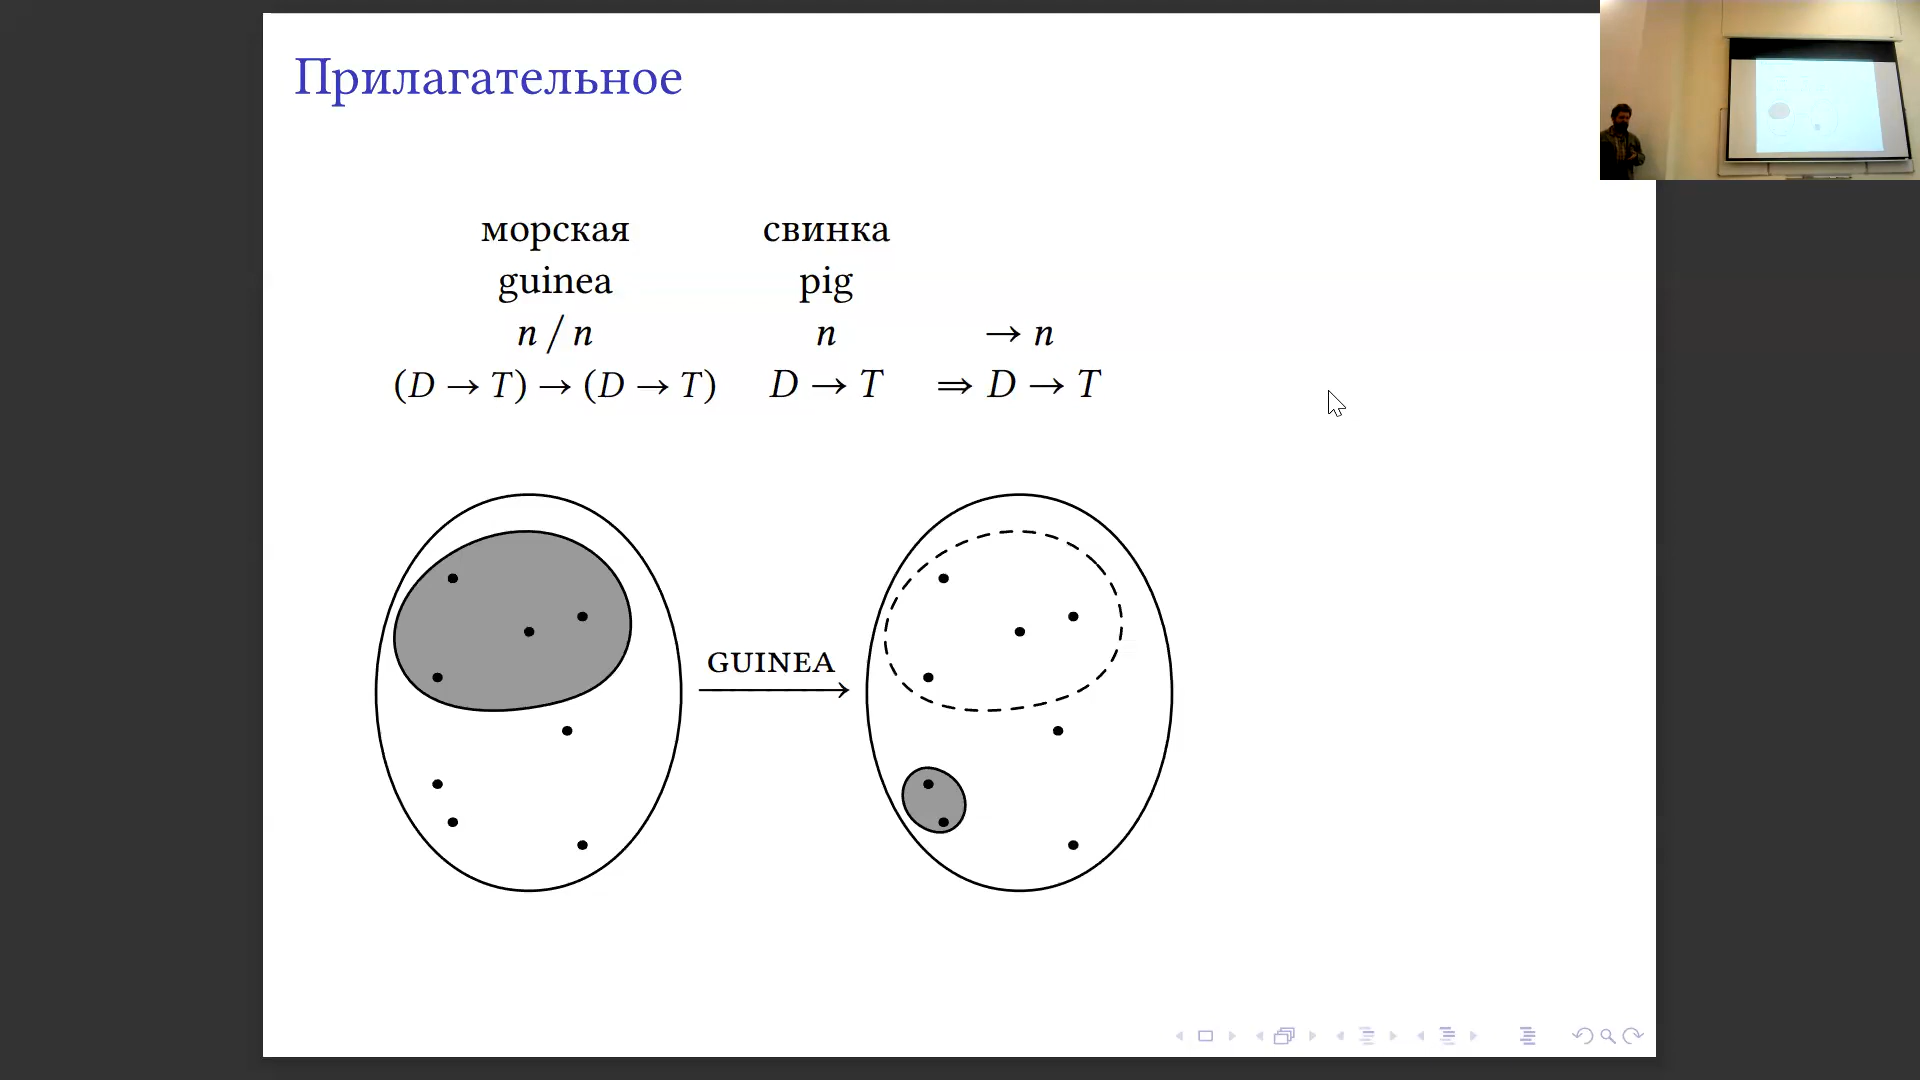 Прилагательное
морская свинка
guinea pig
n / n n → n
(D → T) → (D → T) D → T ⇒ D → T
GUINEA